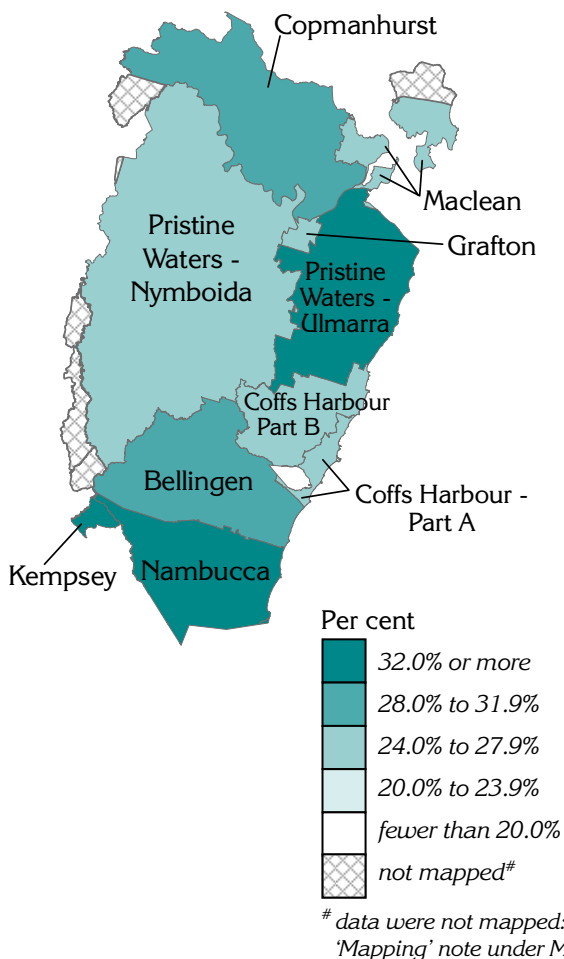 Copmanhurst
Maclean
Grafton
Pristine
Waters -
Nymboida
Pristine
Waters -
Ulmarra
Coffs Harbour
Part B
Bellingen
Coffs Harbour -
Part A
Kempsey
Nambucca
Per cent
32.0% or more
28.0% to 31.9%
24.0% to 27.9%
20.0% to 23.9%
fewer than 20.0%
not mapped#
# data were not mapped:
'Mapping' note under M